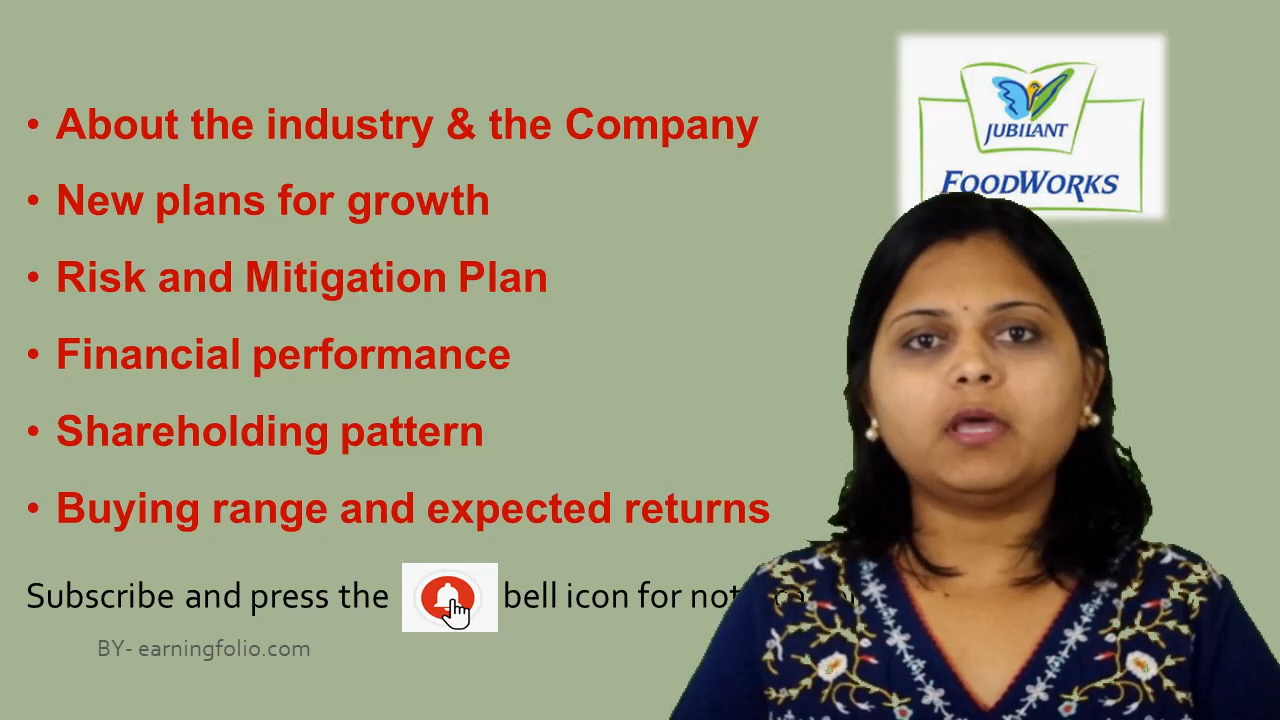 • About the industry & the Company
• New plans for growth
• Risk and Mitigation Plan
• Financial performance
• Shareholding pattern
• Buying range and expected returns
Subscribe and press the bell icon for
BY- earningfolio.com
JUBILANT
FOODWORKS